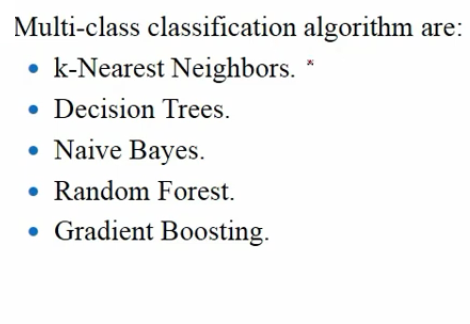 Multi-class classification algorithm are:
• k-Nearest Neighbors. *
• Decision Trees.
• Naive Bayes.
• Random Forest.
• Gradient Boosting.